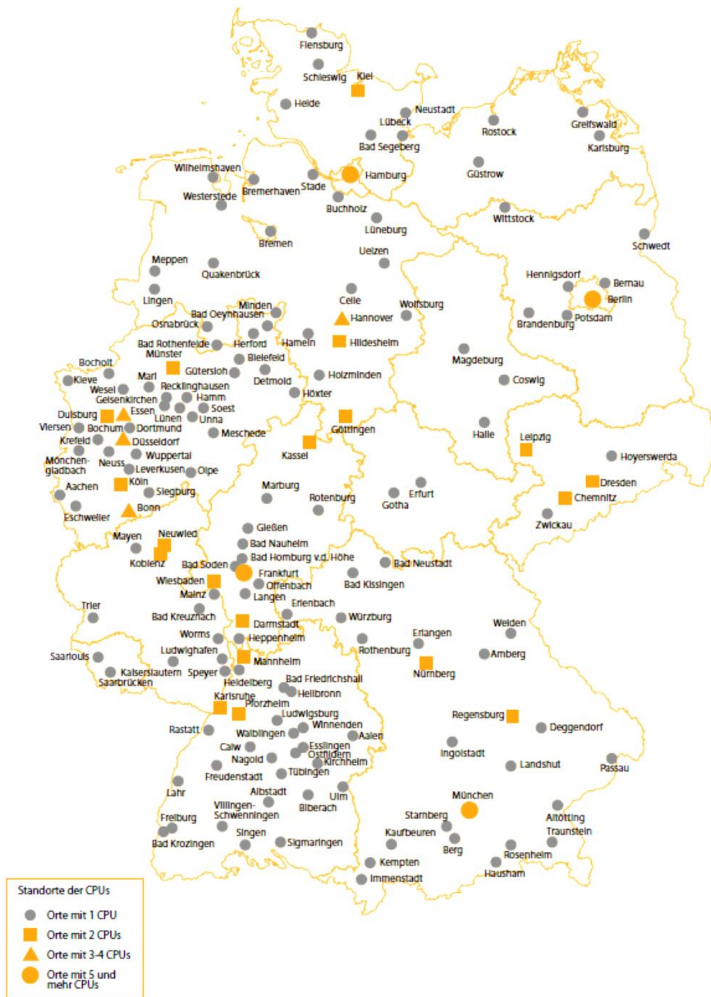 Flensburg
Schleswig
Kiel
Heide
Neustadt
Lübeck
Bad Segeberg
Rostock
Greifswald
Karlsburg
Güstrow
Wilhelmshaven
Bremerhaven
Stade
Hamburg
Westerstede
Buchholz
Wittstock
Lüneburg
Bremen
Schwedt
Uelzen
Meppen
Quakenbrück
Lingen
Hennigsdorf
Bernau
Celle
Berlin
Minden
Wolfsburg
Bad Oeynhausen
Hannover
Brandenburg
Potsdam
Osnabrück
Herford
Hameln
Hildesheim
Bad Rothenfelde
Münster
Bielefeld
Magdeburg
Bocholt
Marl
Gütersloh
Detmold
Holzminden
Kleve
Wesel
Recklinghausen
Coswig
Gelsenkirchen
Hamm
Höxter
Duisburg
Essen
Lünen
Soest
Unna
Göttingen
Halle
Viersen
Bochum
Dortmund
Meschede
Leipzig
Krefeld
Düsseldorf
Kassel
Mönchen-
gladbach
Neuss
Wuppertal
Hoyerswerda
Leverkusen
Olpe
Köln
Dresden
Aachen
Siegburg
Marburg
Erfurt
Chemnitz
Rotenburg
Gotha
Eschweiler
Bonn
Zwickau
Mayen
Neuwied
Gießen
Bad Nauheim
Koblenz
Bad Homburg v.d. Höhe
Bad Soden
Bad Neustadt
Frankfurt
Wiesbaden
Offenbach
Bad Kissingen
Mainz
Langen
Erlenbach
Trier
Bad Kreuznach
Darmstadt
Würzburg
Worms
Heppenheim
Rothenburg
Erlangen
Weiden
Saarlouis
Ludwighafen
Mannheim
Amberg
Kaiserslautern
Nürnberg
Saarbrücken
Speyer
Heidelberg
Bad Friedrichshall
Heilbronn
Karlsruhe
Pforzheim
Regensburg
Ludwigsburg
Deggendorf
Rastatt
Winnenden
Waiblingen
Aalen
Calw
Esslingen
Ingolstadt
Ostfildern
Nagold
Kirchheim
Landshut
Passau
Freudenstadt
Tübingen
Lahr
Albstadt
Ulm
München
Villingen-
Schwenningen
Biberach
Altötting
Freiburg
Starnberg
Traunstein
Bad Krozingen
Singen
Sigmaringen
Kaufbeuren
Berg
Rosenheim
Kempten
Hausham
Immenstadt
Standorte der CPUs
Orte mit 1 CPU
Orte mit 2 CPUs
Orte mit 3-4 CPUs
Orte mit 5 und
mehr CPUs